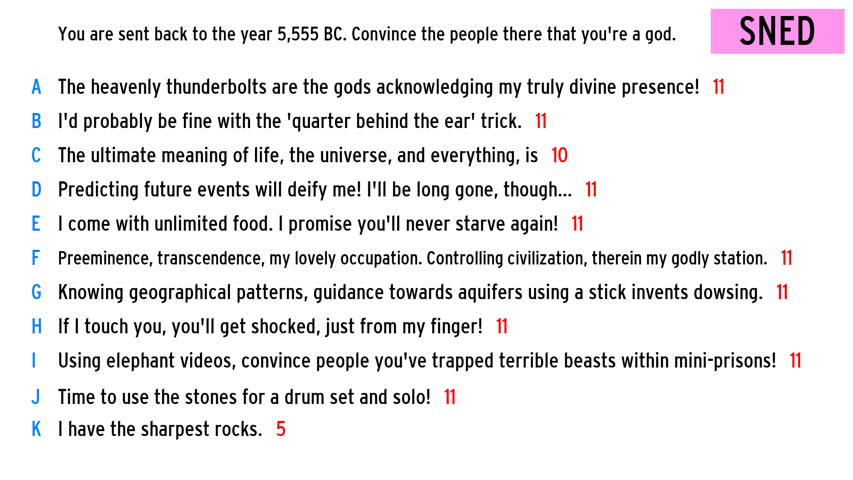 You are sent back to the year 5,555 BC. Convince the people there that you're a god. SNED
A The heavenly thunderbolts are the gods acknowledging my truly divine presence! 11
B I'd probably be fine with the 'quarter behind the ear' trick. 11
C The ultimate meaning of life, the universe, and everything, is 10
D Predicting future events will deify me! I'll be long gone, though... 11
E I come with unlimited food. I promise you'll never starve again! 11
F Preeminence, transcendence, my lovely occupation. Controlling civilization, therein my godly station. 11
G Knowing geographical patterns, guidance towards aquifers using a stick invents dowsing. 11
H If I touch you, you'll get shocked, just from my finger! 11
I Using elephant videos, convince people you've trapped terrible beasts within mini-prisons! 11
J Time to use the stones for a drum set and solo! 11
K I have the sharpest rocks. 5